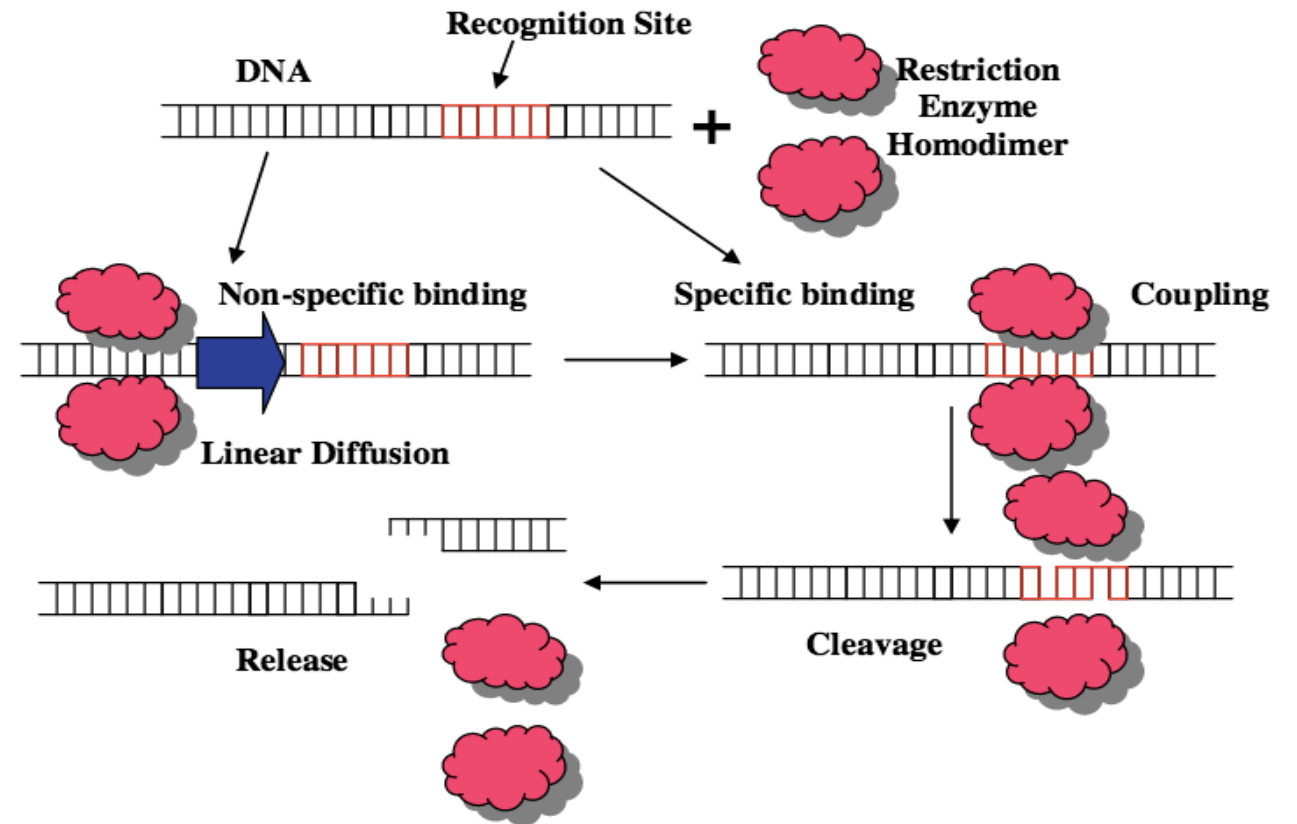 Recognition Site
DNA
+
Restriction
Enzyme
Homodimer
Non-specific binding
Specific binding
Coupling
Linear Diffusion
Cleavage
Release